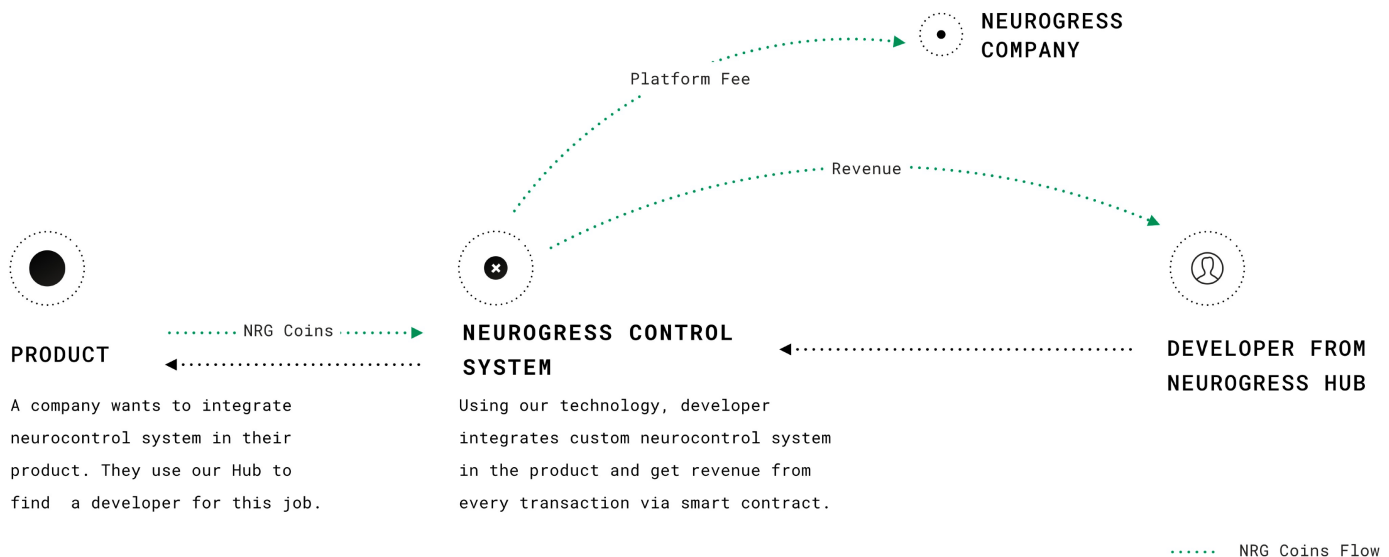 NEUROGRESS
COMPANY
Platform Fee
Revenue
NRG Coins
PRODUCT
A company wants to integrate
neurocontrol system in their
product. They use our Hub to
find  a developer for this job.
NEUROGRESS CONTROL
SYSTEM
Using our technology, developer
integrates custom neurocontrol system
in the product and get revenue from
every transaction via smart contract.
DEVELOPER FROM
NEUROGRESS HUB
NRG Coins Flow